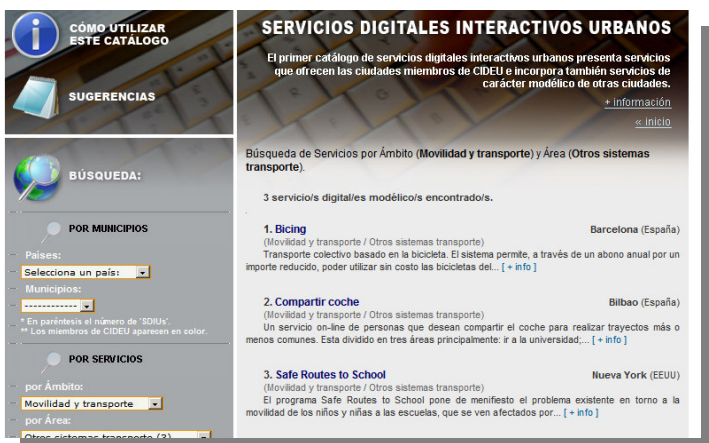 CÓMO UTILIZAR
ESTE CATÁLOGO
SUGERENCIAS
BÚSQUEDA:
POR MUNICIPIOS
Paises:
Selecciona un país:
Municipios:
------------
* En paréntesis el número de 'SDIUs'.
** Los miembros de CIDEU aparecen en color.
POR SERVICIOS
por Ámbito:
Movilidad y transporte
por Área:
Otros sistemas transporte (3)
SERVICIOS DIGITALES INTERACTIVOS URBANOS
El primer catálogo de servicios digitales interactivos urbanos presenta servicios
que ofrecen las ciudades miembros de CIDEU e incorpora también servicios de
carácter modélico de otras ciudades.
+ información
« inicio
Búsqueda de Servicios por Ámbito (Movilidad y transporte) y Área (Otros sistemas
transporte).
3 servicio/s digital/es modélico/s encontrado/s.
1. Bicing Barcelona (España)
(Movilidad y transporte / Otros sistemas transporte)
Transporte colectivo basado en la bicicleta. El sistema permite, a través de un abono anual por un
importe reducido, poder utilizar sin costo las bicicletas del... [ + info ]
2. Compartir coche Bilbao (España)
(Movilidad y transporte / Otros sistemas transporte)
Un servicio on-line de personas que desean compartir el coche para realizar trayectos más o
menos comunes. Esta dividido en tres áreas principalmente: ir a la universidad;... [ + info ]
3. Safe Routes to School Nueva York (EEUU)
(Movilidad y transporte / Otros sistemas transporte)
El programa Safe Routes to School pone de menifiesto el problema existente en torno a la
movilidad de los niños y niñas a las escuelas, que se ven afectados por... [ + info ]